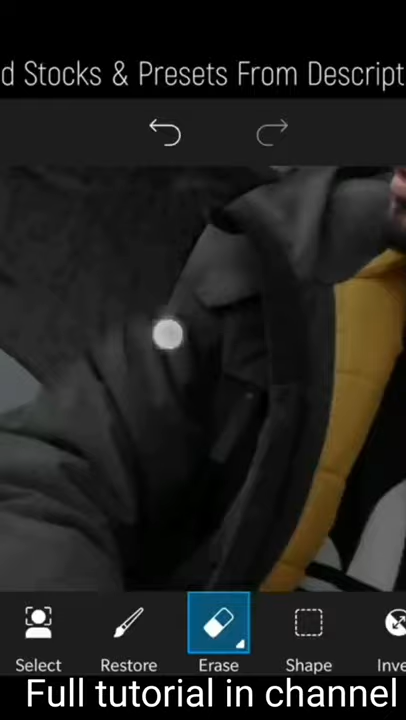 d Stocks & Presets From Descript
Select Restore Erase Shape Inve
Full tutorial in channel